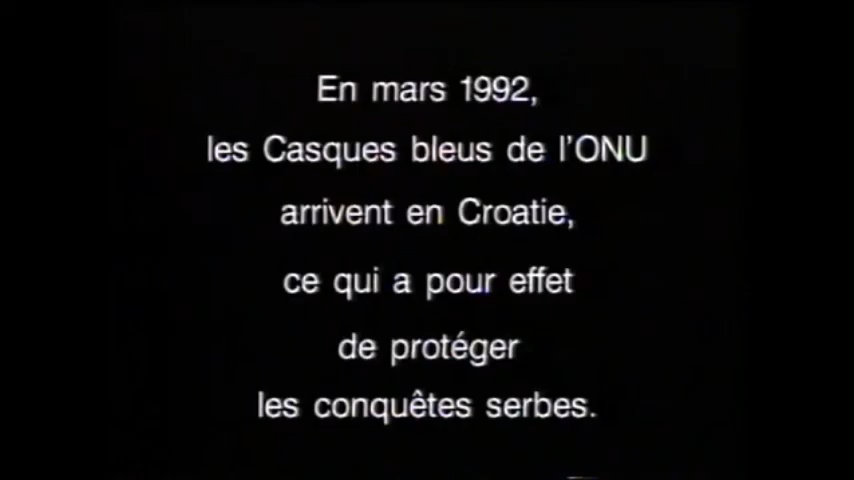 En mars 1992,
les Casques bleus de l'ONU
arrivent en Croatie,
ce qui a pour effet
de protéger
les conquêtes serbes.